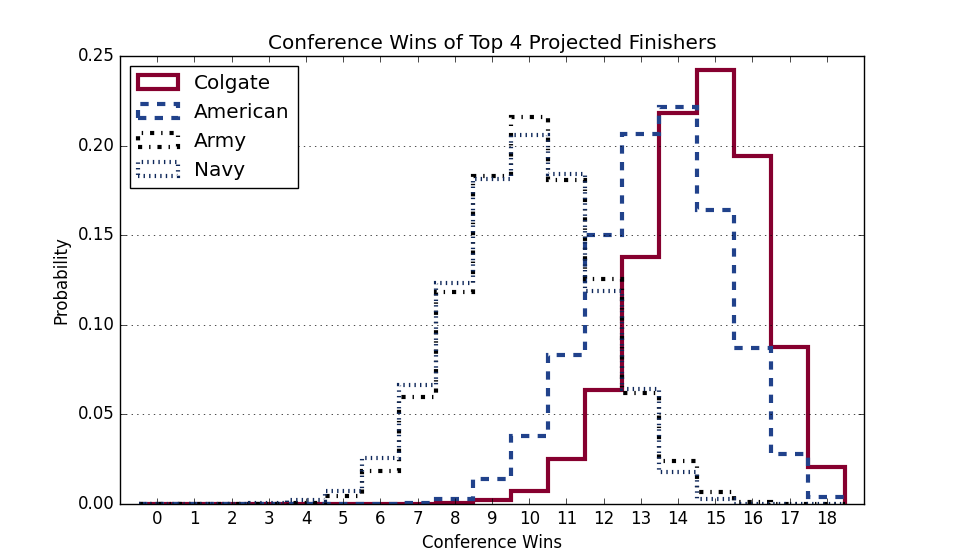 Conference Wins of Top 4 Projected Finishers
Colgate
American
Army
Navy
0.25
0.20
0.15
0.10
0.05
0.00
Probability
0 1 2 3 4 5 6 7 8 9 10 11 12 13 14 15 16 17 18
Conference Wins